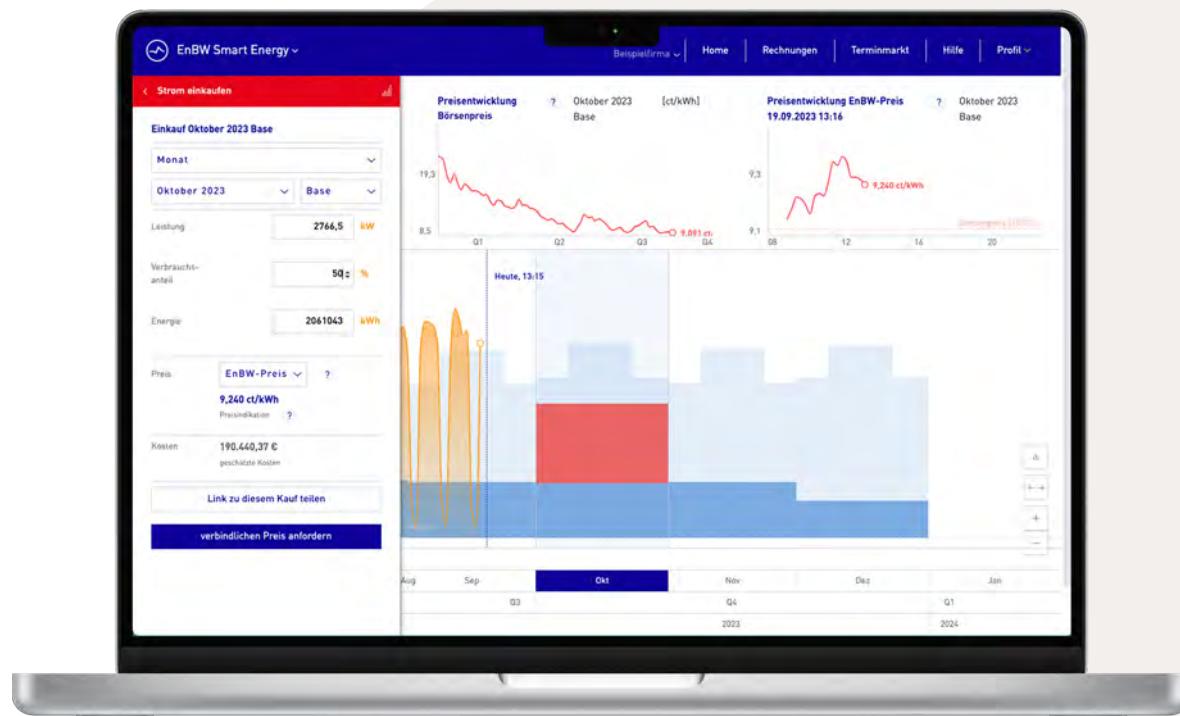 EnBW Smart Energy
Beispielfirma
Home
Rechnungen
Terminmarkt
Hilfe
Profil
Strom einkaufen
Einkauf Oktober 2023 Base
Monat
Oktober 2023
Base
Leistung
2766,5
kW
Verbrauchs-
anteil
50
%
Energie
2061043
kWh
Preis
EnBW-Preis
?
9,240 ct/kWh
Preisindikation
?
Kosten
190.440,37 €
geschätzte Kosten
Link zu diesem Kauf teilen
verbindlichen Preis anfordern
Preisentwicklung
Börsenpreis
?
Oktober 2023
Base
[ct/kWh]
19,3
8,5
9,091 ct.
Q1
Q2
Q3
Q4
Preisentwicklung EnBW-Preis
19.09.2023 13:16
?
Oktober 2023
Base
9,3
9,1
9,240 ct/kWh
08
12
16
20
Heute, 13:15
Aug
Sep
Okt
Nov
Dez
Jan
Q3
Q4
Q1
2023
2024